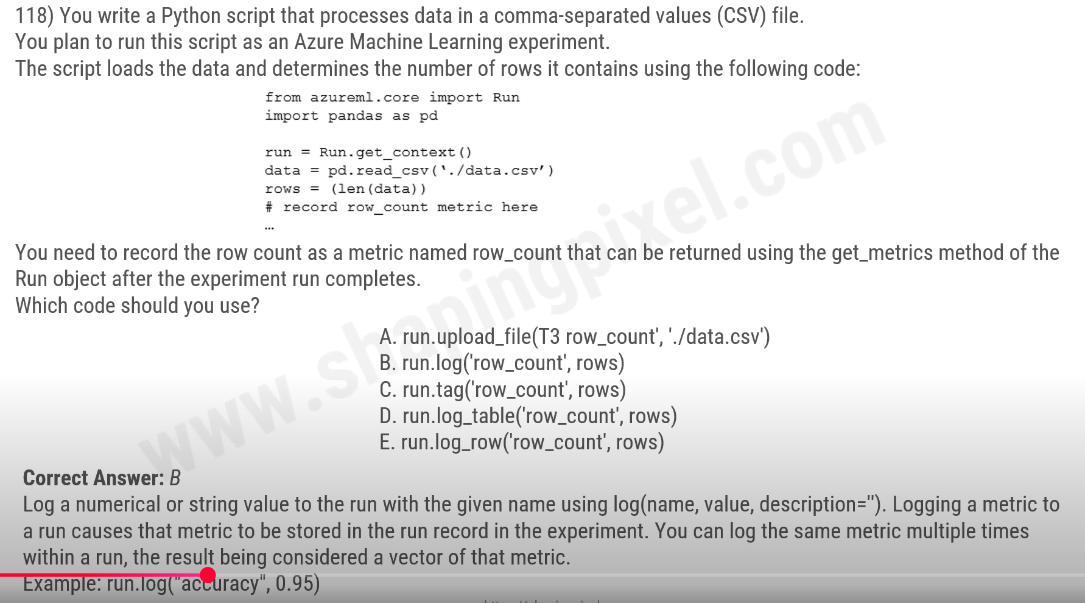 118) You write a Python script that processes data in a comma-separated values (CSV) file.
You plan to run this script as an Azure Machine Learning experiment.
The script loads the data and determines the number of rows it contains using the following code:
from azureml.core import Run
import pandas as pd
run = Run.get_context()
data = pd.read_csv(‘./data.csv’)
rows = (len(data))
# record row_count metric here
…
You need to record the row count as a metric named row_count that can be returned using the get_metrics method of the
Run object after the experiment run completes.
Which code should you use?
A. run.upload_file(T3 row_count', './data.csv')
B. run.log('row_count', rows)
C. run.tag('row_count', rows)
D. run.log_table('row_count', rows)
E. run.log_row('row_count', rows)
www.shapingpixel.com
Correct Answer: B
Log a numerical or string value to the run with the given name using log(name, value, description=''). Logging a metric to
a run causes that metric to be stored in the run record in the experiment. You can log the same metric multiple times
within a run, the result being considered a vector of that metric.
Example: run.log("accuracy", 0.95)